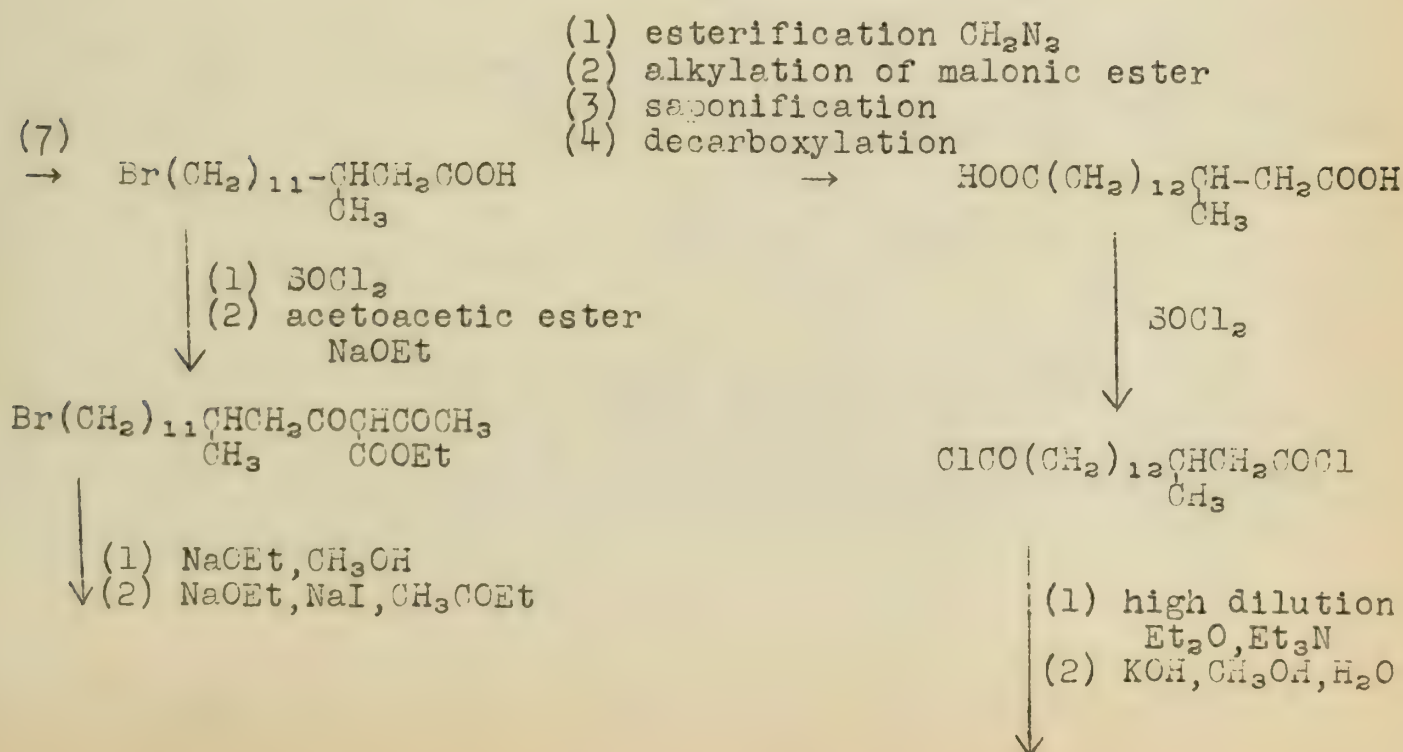 (1) esterification CH₂N₂
(2) alkylation of malonic ester
(3) saponification
(4) decarboxylation
(7)
→ Br(CH₂)₁₁-CHCH₂COOH → HOOC(CH₂)₁₂CH-CH₂COOH
CH₃ CH₃
(1) SOCl₂
(2) acetoacetic ester
NaOEt
SOCl₂
Br(CH₂)₁₁CHCH₂COCHCOCH₃
CH₃ COOEt
ClCO(CH₂)₁₂CHCH₂COCl
CH₃
(1) NaOEt,CH₃OH
(2) NaOEt,NaI,CH₃COEt
(1) high dilution
Et₂O,Et₃N
(2) KOH,CH₃OH,H₂O